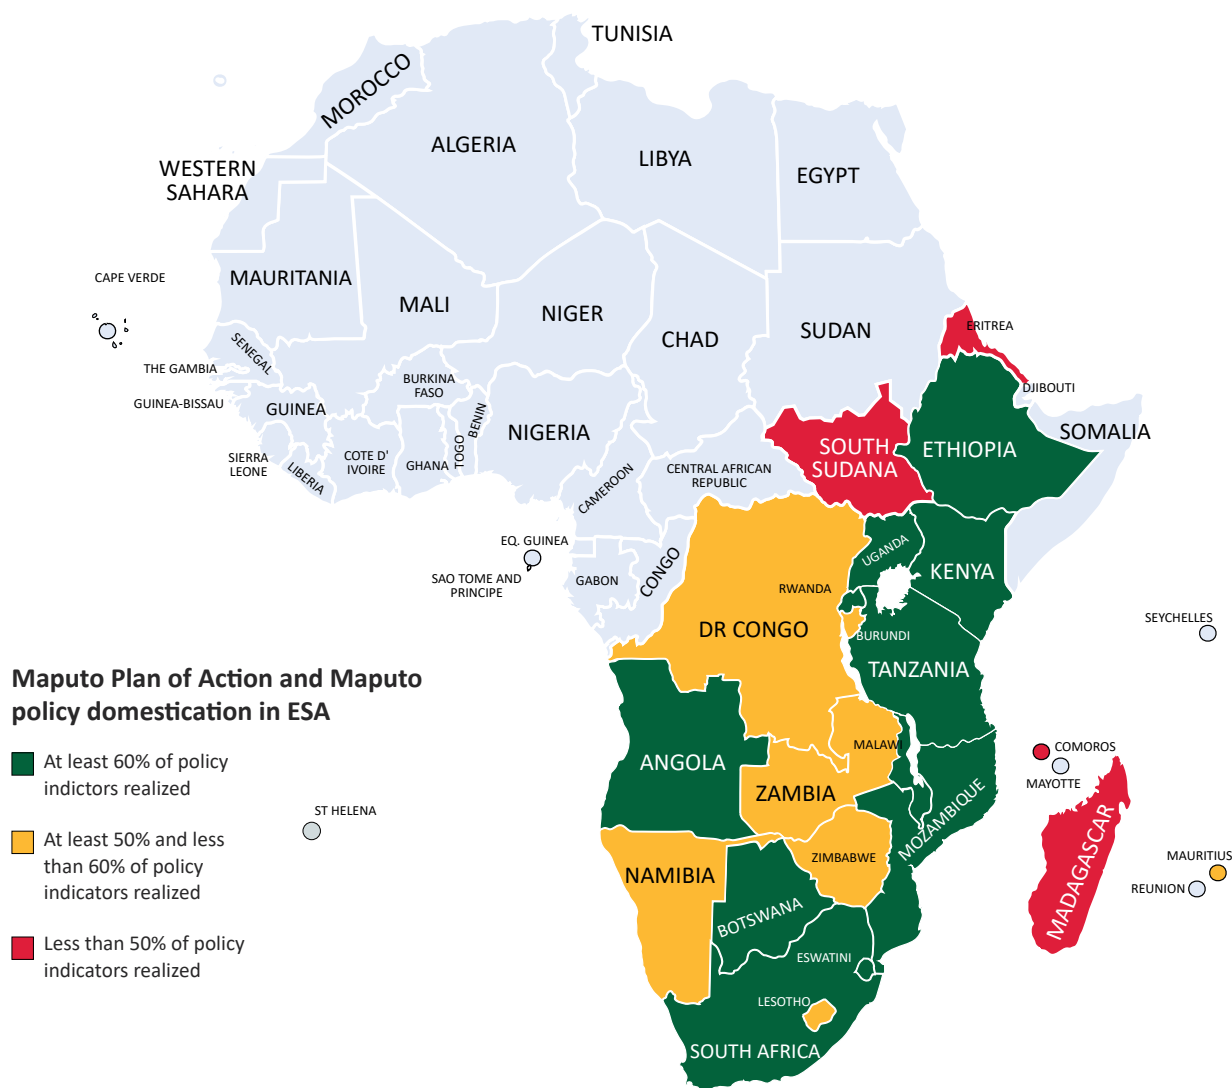 TUNISIA
MOROCCO
ALGERIA
LIBYA
EGYPT
WESTERN
SAHARA
CAPE VERDE
MAURITANIA
MALI
NIGER
CHAD
SUDAN
ERITREA
SENEGAL
THE GAMBIA
BURKINA
FASO
DJIBOUTI
GUINEA-BISSAU
GUINEA
BENIN
NIGERIA
SOUTH
SUDANA
ETHIOPIA
SOMALIA
SIERRA
LEONE
LIBERIA
COTE D'
IVOIRE
GHANA
TOGO
CAMEROON
CENTRAL AFRICAN
REPUBLIC
EQ. GUINEA
SAO TOME AND
PRINCIPE
GABON
CONGO
UGANDA
KENYA
RWANDA
DR CONGO
BURUNDI
SEYCHELLES
TANZANIA
Maputo Plan of Action and Maputo
policy domestication in ESA
At least 60% of policy
indictors realized
At least 50% and less
than 60% of policy
indicators realized
Less than 50% of policy
indicators realized
ST HELENA
ANGOLA
MALAWI
ZAMBIA
COMOROS
MAYOTTE
MOZAMBIQUE
MADAGASCAR
MAURITIUS
REUNION
NAMIBIA
ZIMBABWE
BOTSWANA
ESWATINI
LESOTHO
SOUTH AFRICA